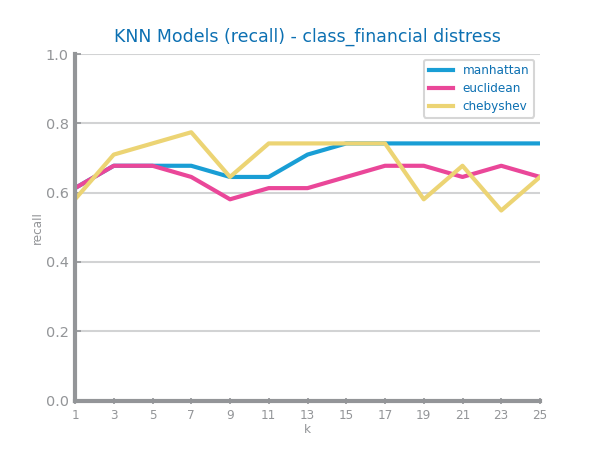 KNN Models (recall) - class_financial distress
1.0
0.8
0.6
0.4
0.2
0.0
recall
manhattan
euclidean
chebyshev
1 3 5 7 9 11 13 15 17 19 21 23 25
k